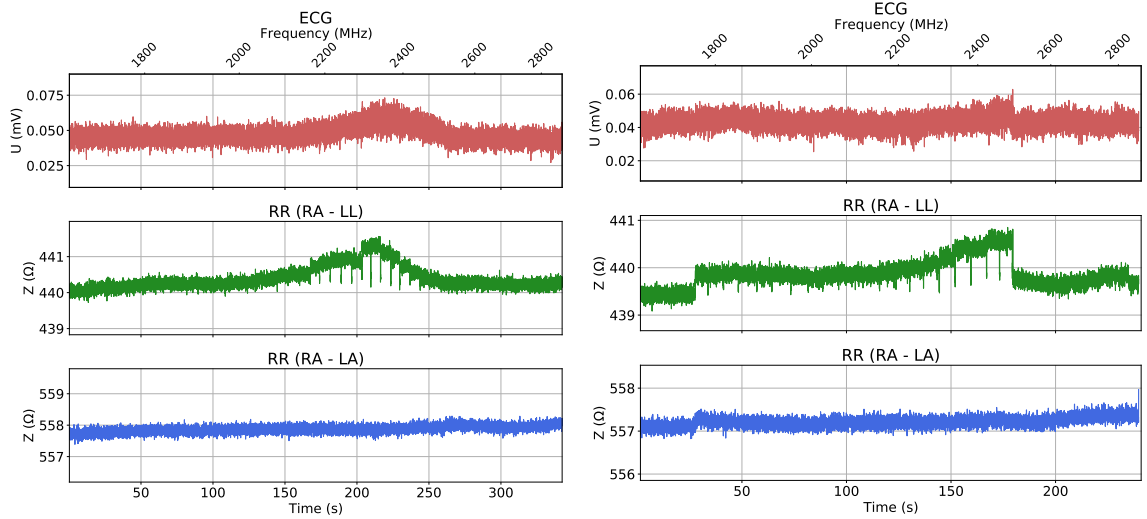 ECG
Frequency (MHz)
1800 2000 2200 2400 2600 2800
U (mV)
0.075
0.050
0.025
RR (RA - LL)
Z (Ω)
441
440
439
RR (RA - LA)
Z (Ω)
559
558
557
50 100 150 200 250 300
Time (s)
ECG
Frequency (MHz)
1800 2000 2200 2400 2600 2800
U (mV)
0.06
0.04
0.02
RR (RA - LL)
Z (Ω)
441
440
439
RR (RA - LA)
Z (Ω)
558
557
556
50 100 150 200
Time (s)